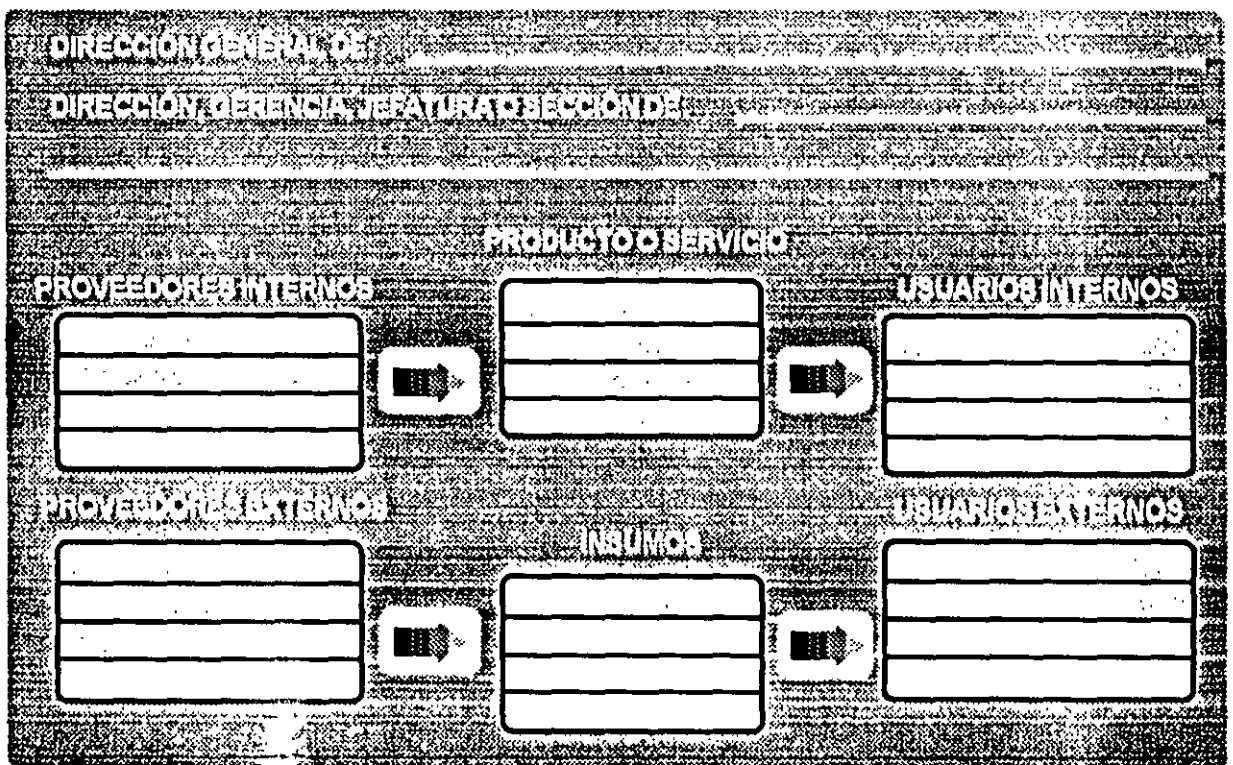 DIRECCIÓN GENERAL DE:
DIRECCIÓN, GERENCIA, JEFATURA O SECCIÓN DE:
PRODUCTO O SERVICIO
PROVEEDORES INTERNOS
USUARIOS INTERNOS
PROVEEDORES EXTERNOS
INSUMOS
USUARIOS EXTERNOS